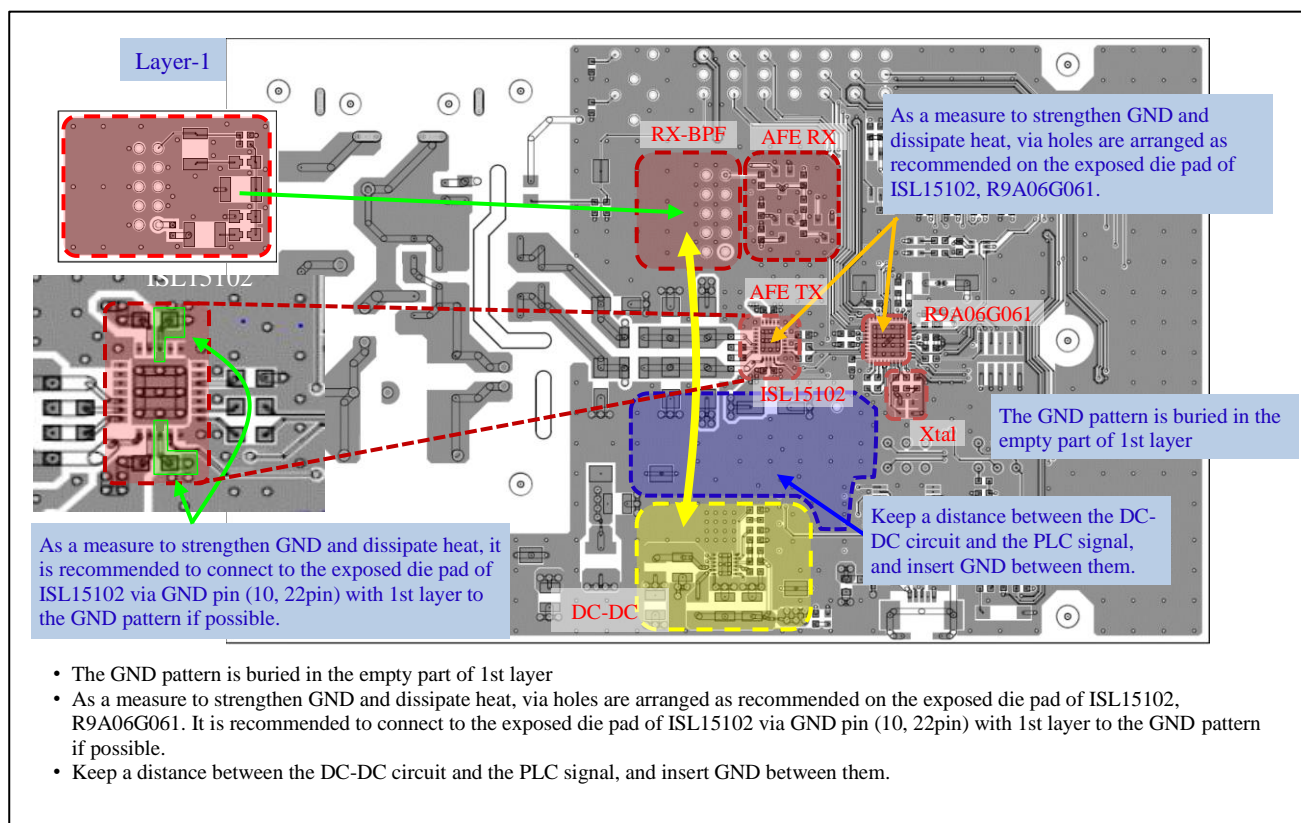 Layer-1
RX-BPF
AFE RX
As a measure to strengthen GND and
dissipate heat, via holes are arranged as
recommended on the exposed die pad of
ISL15102, R9A06G061.
ISL15102
AFE TX
R9A06G061
ISL15102
Xtal
The GND pattern is buried in the
empty part of 1st layer
Keep a distance between the DC-
DC circuit and the PLC signal,
and insert GND between them.
As a measure to strengthen GND and dissipate heat, it
is recommended to connect to the exposed die pad of
ISL15102 via GND pin (10, 22pin) with 1st layer to
the GND pattern if possible.
DC-DC
• The GND pattern is buried in the empty part of 1st layer
• As a measure to strengthen GND and dissipate heat, via holes are arranged as recommended on the exposed die pad of ISL15102,
R9A06G061. It is recommended to connect to the exposed die pad of ISL15102 via GND pin (10, 22pin) with 1st layer to the GND pattern
if possible.
• Keep a distance between the DC-DC circuit and the PLC signal, and insert GND between them.